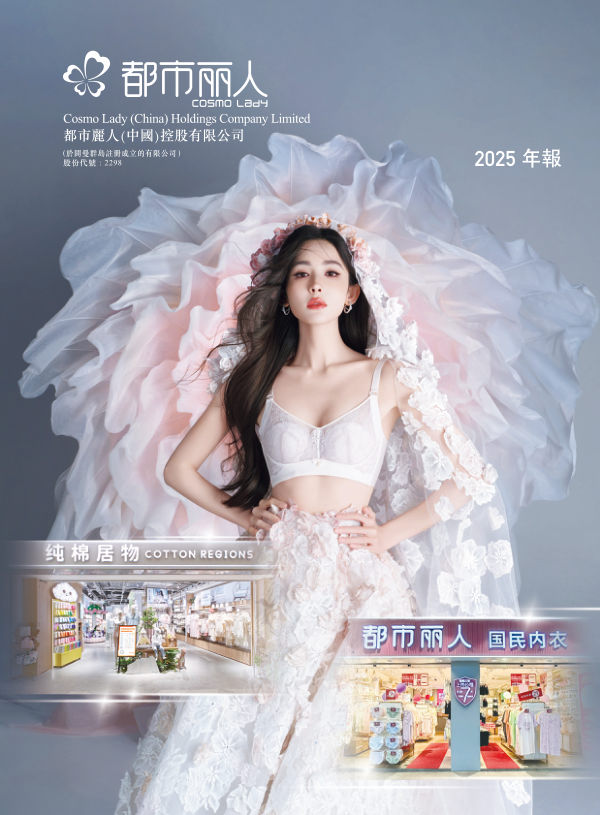 都市丽人
COSMO LADY
Cosmo Lady (China) Holdings Company Limited
都市麗人(中國)控股有限公司
(於開曼群島註冊成立的有限公司)
股份代號：2298
2025 年報
纯棉居物 COTTON REGIONS
都市丽人 国民内衣